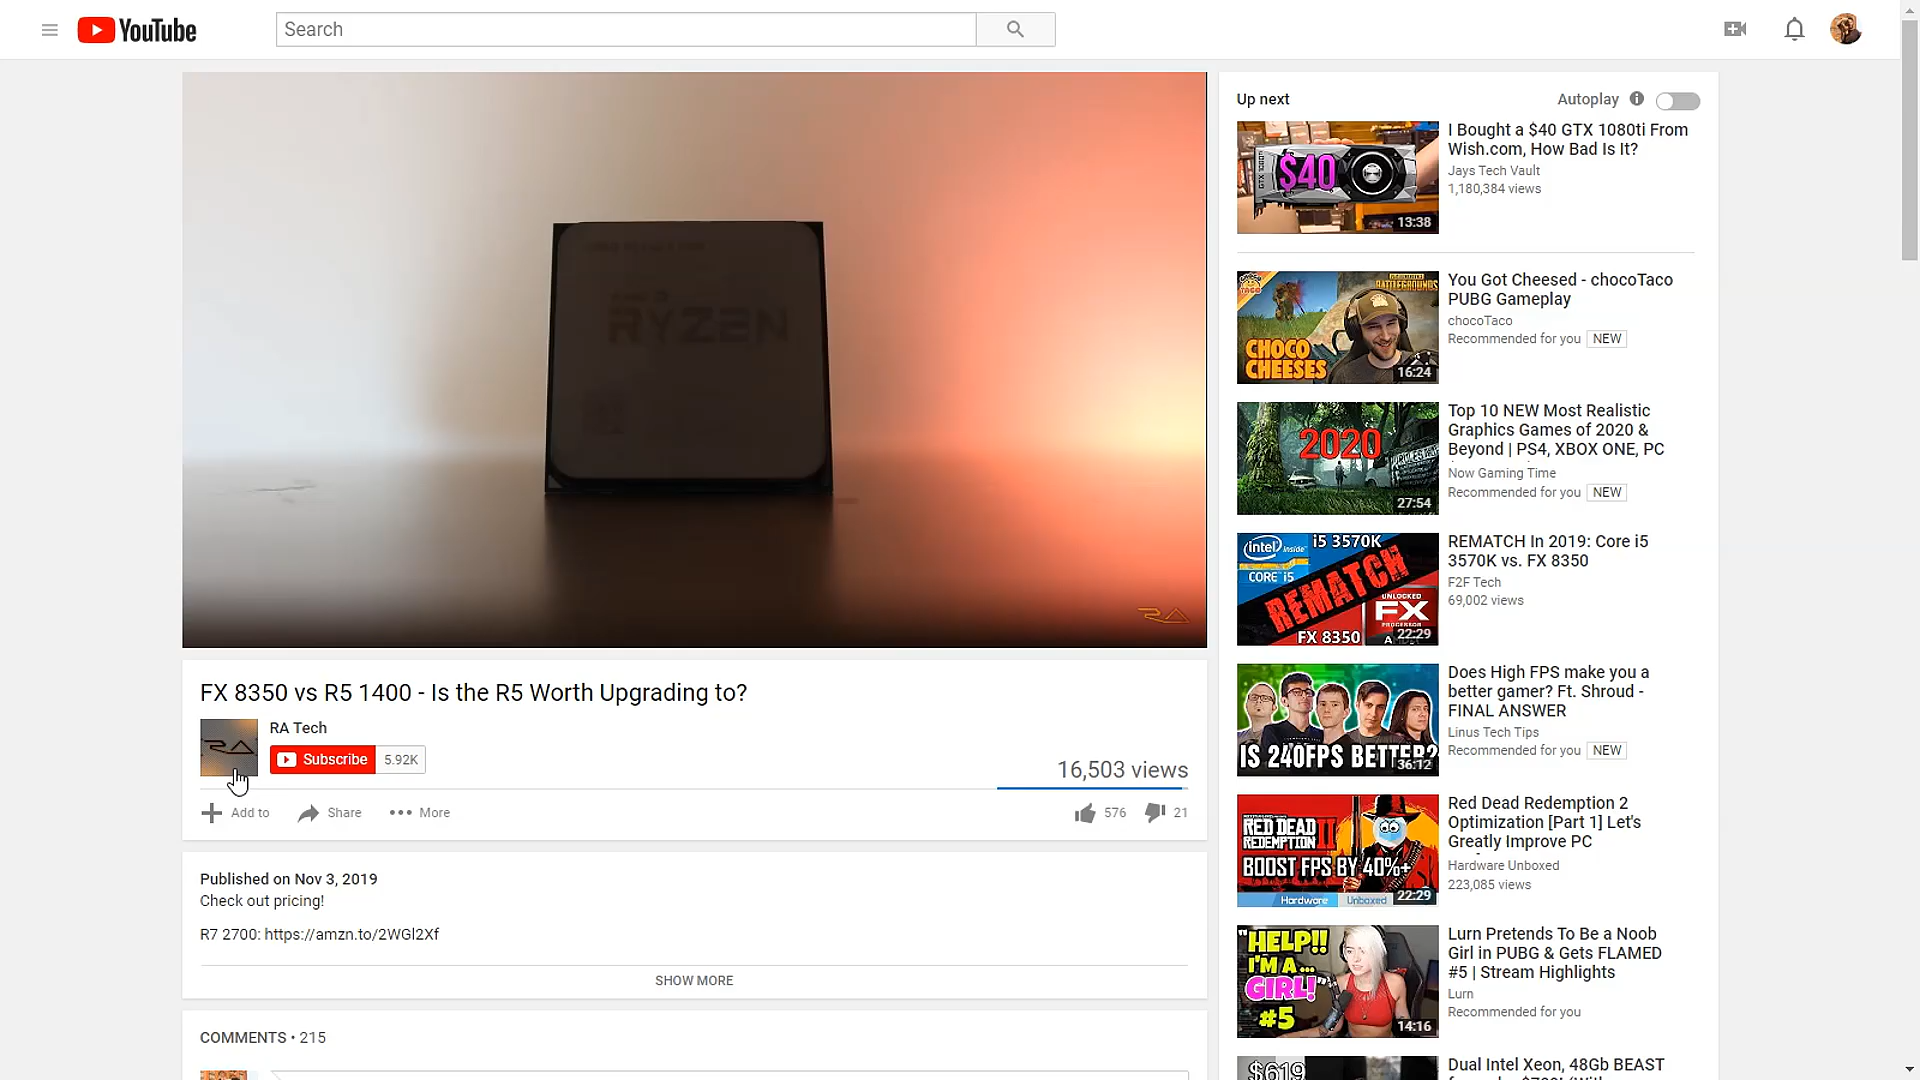 YouTube
Search
RYZEN
RA
FX 8350 vs R5 1400 - Is the R5 Worth Upgrading to?
RA
RA Tech
Subscribe
5.92K
16,503 views
Add to
Share
More
576
21
Published on Nov 3, 2019
Check out pricing!
R7 2700: https://amzn.to/2WGl2Xf
SHOW MORE
COMMENTS • 215
Up next
Autoplay
$40
13:38
I Bought a $40 GTX 1080ti From
Wish.com, How Bad Is It?
Jays Tech Vault
1,180,384 views
BATTLEGROUNDS
CHOCO
CHEESES
16:24
You Got Cheesed - chocoTaco
PUBG Gameplay
chocoTaco
Recommended for you
NEW
2020
27:54
Top 10 NEW Most Realistic
Graphics Games of 2020 &
Beyond | PS4, XBOX ONE, PC
Now Gaming Time
Recommended for you
NEW
intel inside
CORE i5
i5 3570K
REMATCH
UNLOCKED
FX
PROCESSOR
FX 8350
22:29
REMATCH In 2019: Core i5
3570K vs. FX 8350
F2F Tech
69,002 views
IS 240FPS BETTER?
36:12
Does High FPS make you a
better gamer? Ft. Shroud -
FINAL ANSWER
Linus Tech Tips
Recommended for you
NEW
RED DEAD
REDEMPTION II
BOOST FPS BY 40%+
Hardware Unboxed
22:29
Red Dead Redemption 2
Optimization [Part 1] Let's
Greatly Improve PC
Hardware Unboxed
223,085 views
"HELP!!
I'M A...
GIRL!"
#5
14:16
Lurn Pretends To Be a Noob
Girl in PUBG & Gets FLAMED
#5 | Stream Highlights
Lurn
Recommended for you
$619
Dual Intel Xeon, 48Gb BEAST